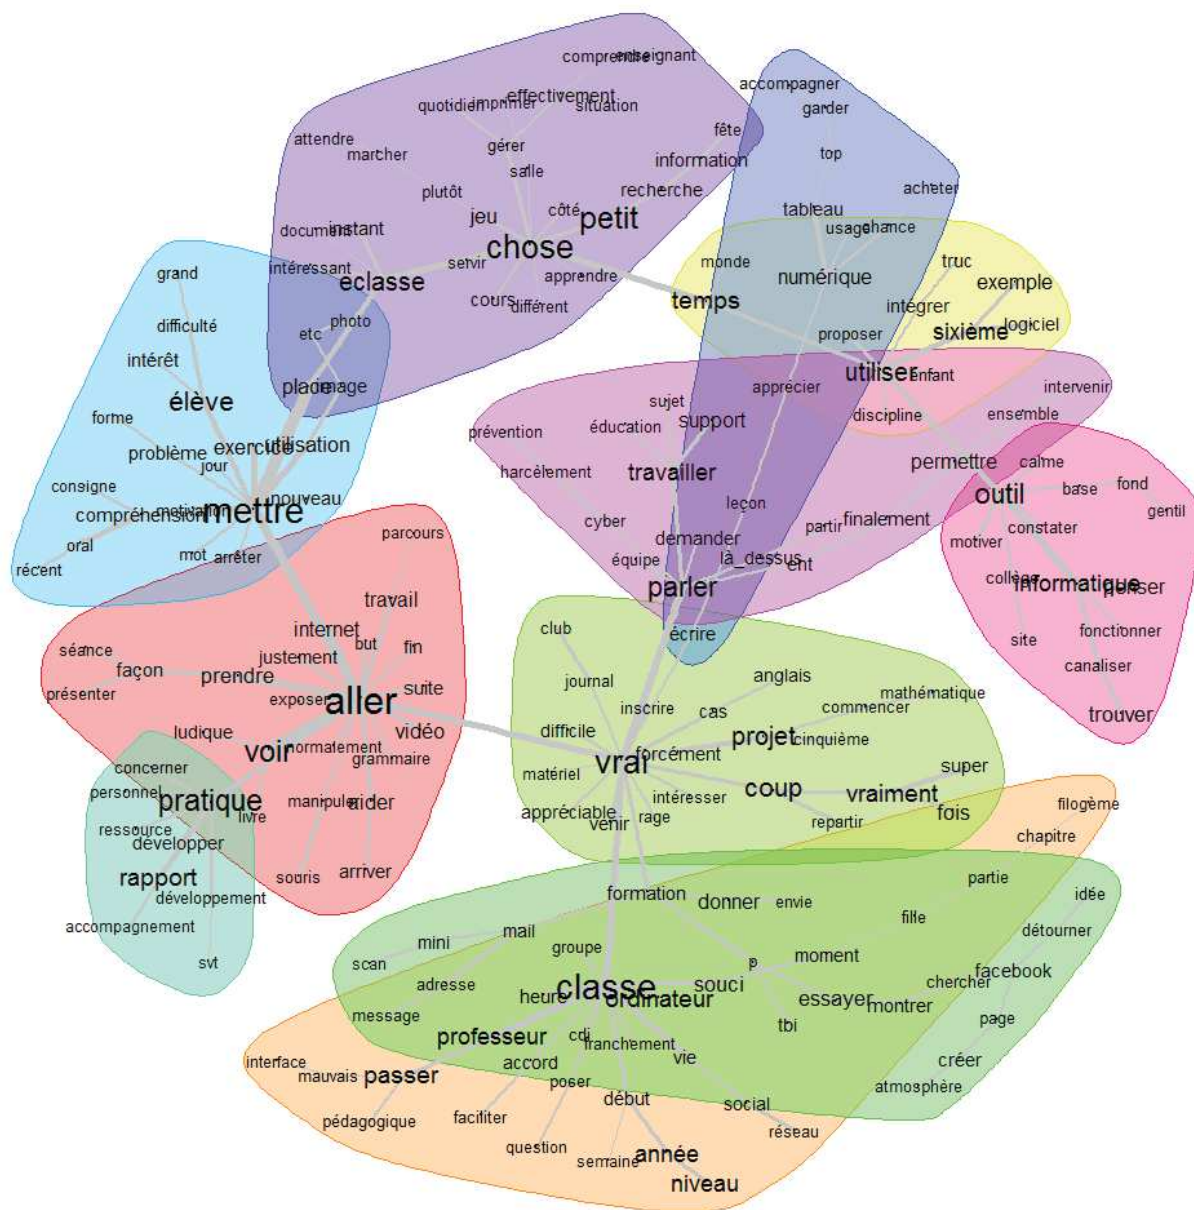 comprendre
enseignant
accompagner
quotidien
imprimer
effectivement
situation
garder
attendre
marcher
gérer
fête
salle
information
top
plutôt
recherche
acheter
jeu
côté
petit
tableau
usage
chance
document
instant
chose
intéressant
servir
monde
truc
grand
eclasse
apprendre
numérique
exemple
cours
différent
temps
intégrer
difficulté
etc
photo
proposer
sixième
logiciel
intérêt
élève
place
image
apprécier
utiliser
enfant
intervenir
forme
sujet
support
discipline
ensemble
problème
exercice
utilisation
prévention
éducation
jour
harcèlement
travailler
permettre
calme
consigne
nouveau
leçon
outil
base
fond
compréhension
motivation
mettre
cyber
partir
finalement
constater
gentil
oral
mot
arrêter
parcours
demander
motiver
récent
équipe
là_dessus
ent
collège
informatique
penser
travail
parler
internet
but
fin
club
écrire
site
fonctionner
séance
façon
justement
canaliser
présenter
prendre
exposer
aller
suite
journal
inscrire
anglais
mathématique
cas
commencer
trouver
ludique
voir
normalement
vidéo
difficile
forcément
projet
cinquième
concerner
grammaire
matériel
vrai
super
personnel
pratique
livre
manipuler
aider
appréciable
venir
intéresser
rage
coup
vraiment
fois
filogème
ressource
développer
repartir
chapitre
rapport
souris
arriver
développement
formation
donner
envie
partie
idée
accompagnement
mini
mail
groupe
fille
détourner
svt
scan
p
moment
adresse
heure
classe
ordinateur
souci
essayer
montrer
chercher
facebook
message
professeur
cdi
franchement
tbi
page
interface
mauvais
passer
accord
poser
vie
créer
atmosphère
pédagogique
faciliter
début
social
réseau
question
semaine
année
niveau